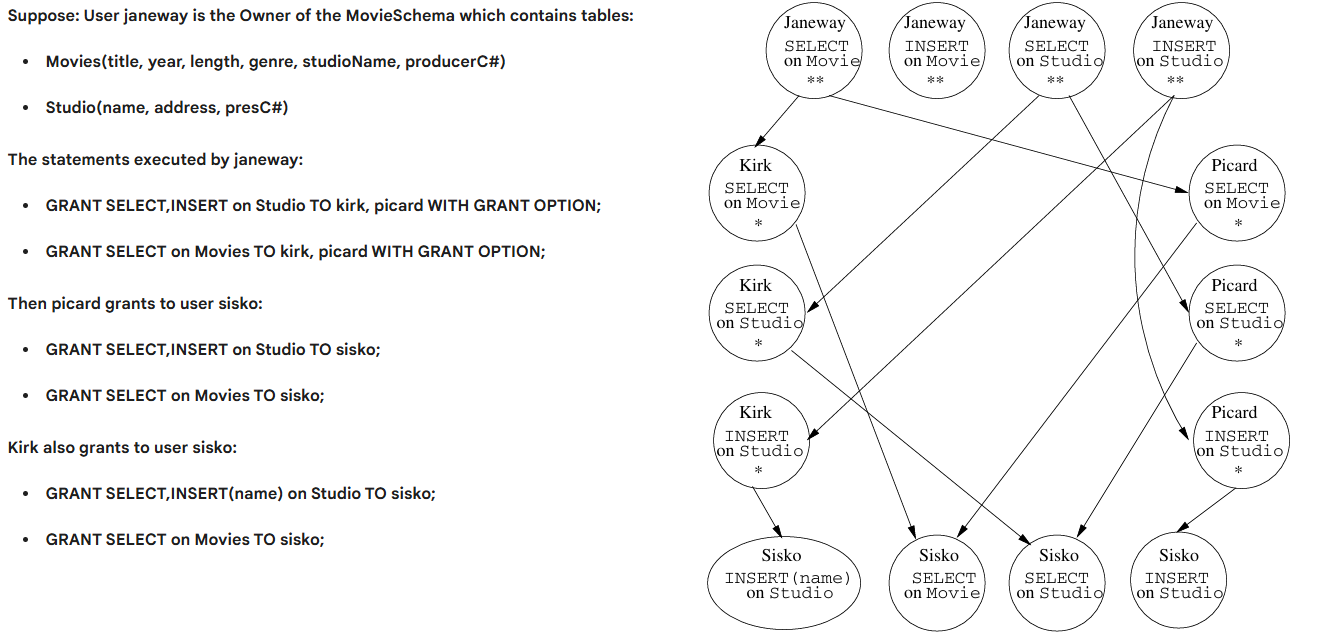 Suppose: User janeway is the Owner of the MovieSchema which contains tables:
• Movies(title, year, length, genre, studioName, producerC#)
• Studio(name, address, presC#)
The statements executed by janeway:
• GRANT SELECT,INSERT on Studio TO kirk, picard WITH GRANT OPTION;
• GRANT SELECT on Movies TO kirk, picard WITH GRANT OPTION;
Then picard grants to user sisko:
• GRANT SELECT,INSERT on Studio TO sisko;
• GRANT SELECT on Movies TO sisko;
Kirk also grants to user sisko:
• GRANT SELECT,INSERT(name) on Studio TO sisko;
• GRANT SELECT on Movies TO sisko;
Janeway
SELECT
on Movie
**
Janeway
INSERT
on Movie
**
Janeway
SELECT
on Studio
**
Janeway
INSERT
on Studio
**
Kirk
SELECT
on Movie
*
Picard
SELECT
on Movie
*
Kirk
SELECT
on Studio
*
Picard
SELECT
on Studio
*
Kirk
INSERT
on Studio
*
Picard
INSERT
on Studio
*
Sisko
INSERT(name)
on Studio
Sisko
SELECT
on Movie
Sisko
SELECT
on Studio
Sisko
INSERT
on Studio